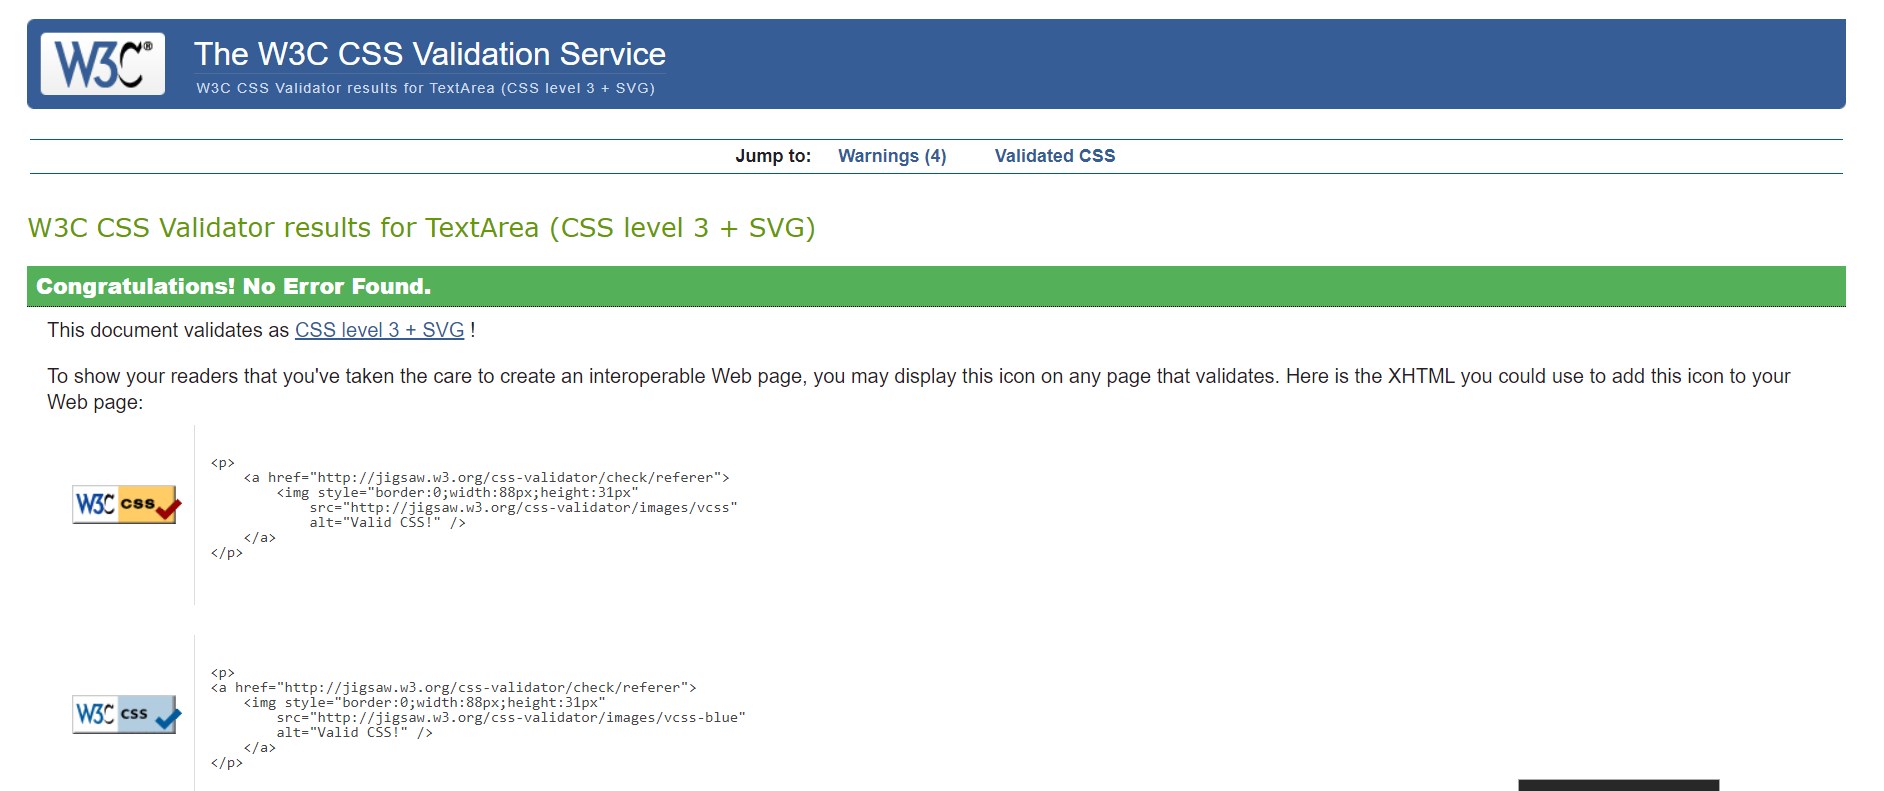 W3C®
The W3C CSS Validation Service
W3C CSS Validator results for TextArea (CSS level 3 + SVG)
Jump to: Warnings (4) Validated CSS
W3C CSS Validator results for TextArea (CSS level 3 + SVG)
Congratulations! No Error Found.
This document validates as CSS level 3 + SVG !
To show your readers that you've taken the care to create an interoperable Web page, you may display this icon on any page that validates. Here is the XHTML you could use to add this icon to your
Web page:
W3C css
<p>
    <a href="http://jigsaw.w3.org/css-validator/check/referer">
        <img style="border:0;width:88px;height:31px"
            src="http://jigsaw.w3.org/css-validator/images/vcss"
            alt="Valid CSS!" />
    </a>
</p>
W3C css
<p>
<a href="http://jigsaw.w3.org/css-validator/check/referer">
    <img style="border:0;width:88px;height:31px"
        src="http://jigsaw.w3.org/css-validator/images/vcss-blue"
        alt="Valid CSS!" />
    </a>
</p>